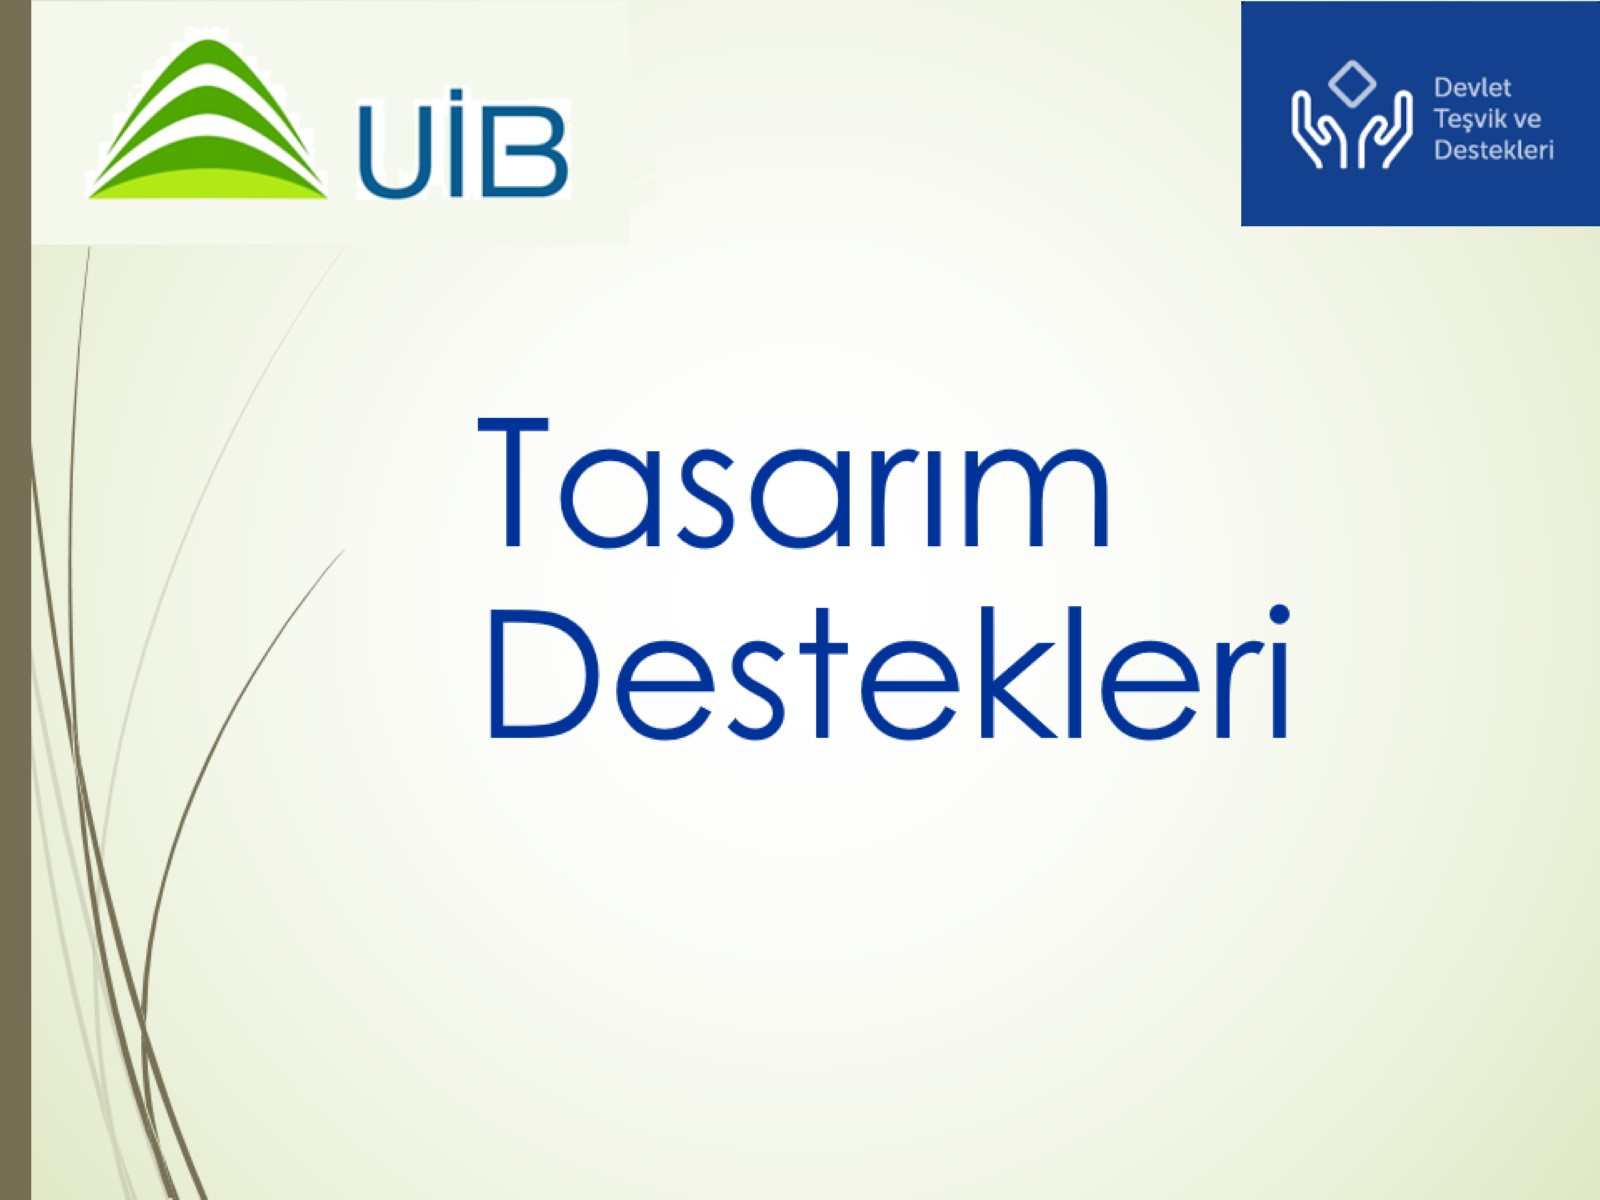 UİB
Devlet
Teşvik ve
Destekleri
Tasarım
Destekleri